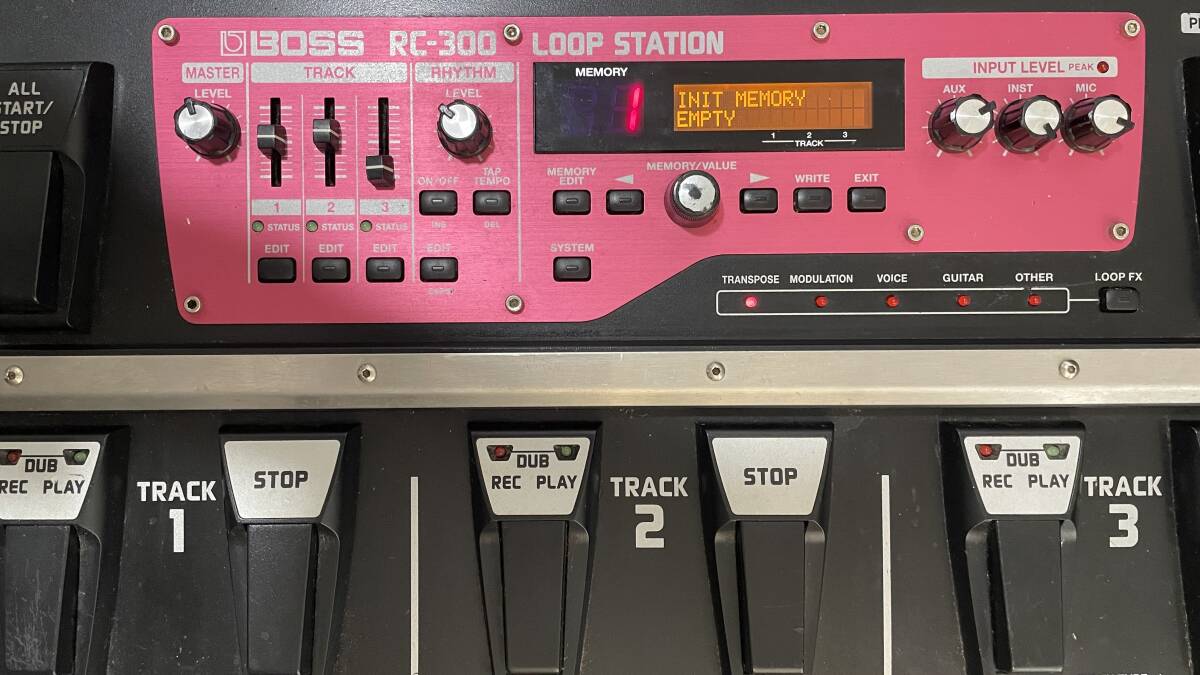 BOSS RC-300 LOOP STATION
MASTER
LEVEL
TRACK
1
2
3
STATUS
STATUS
STATUS
EDIT
EDIT
EDIT
RHYTHM
LEVEL
ON/OFF
TAP
TEMPO
INS
DEL
EDIT
MEMORY
1
INIT MEMORY
EMPTY
1 2 3
TRACK
MEMORY
EDIT
MEMORY/VALUE
WRITE
EXIT
SYSTEM
INPUT LEVEL PEAK
AUX
INST
MIC
TRANSPOSE
MODULATION
VOICE
GUITAR
OTHER
LOOP FX
ALL
START/
STOP
DUB
REC PLAY
TRACK
1
STOP
DUB
REC PLAY
TRACK
2
STOP
DUB
REC PLAY
TRACK
3